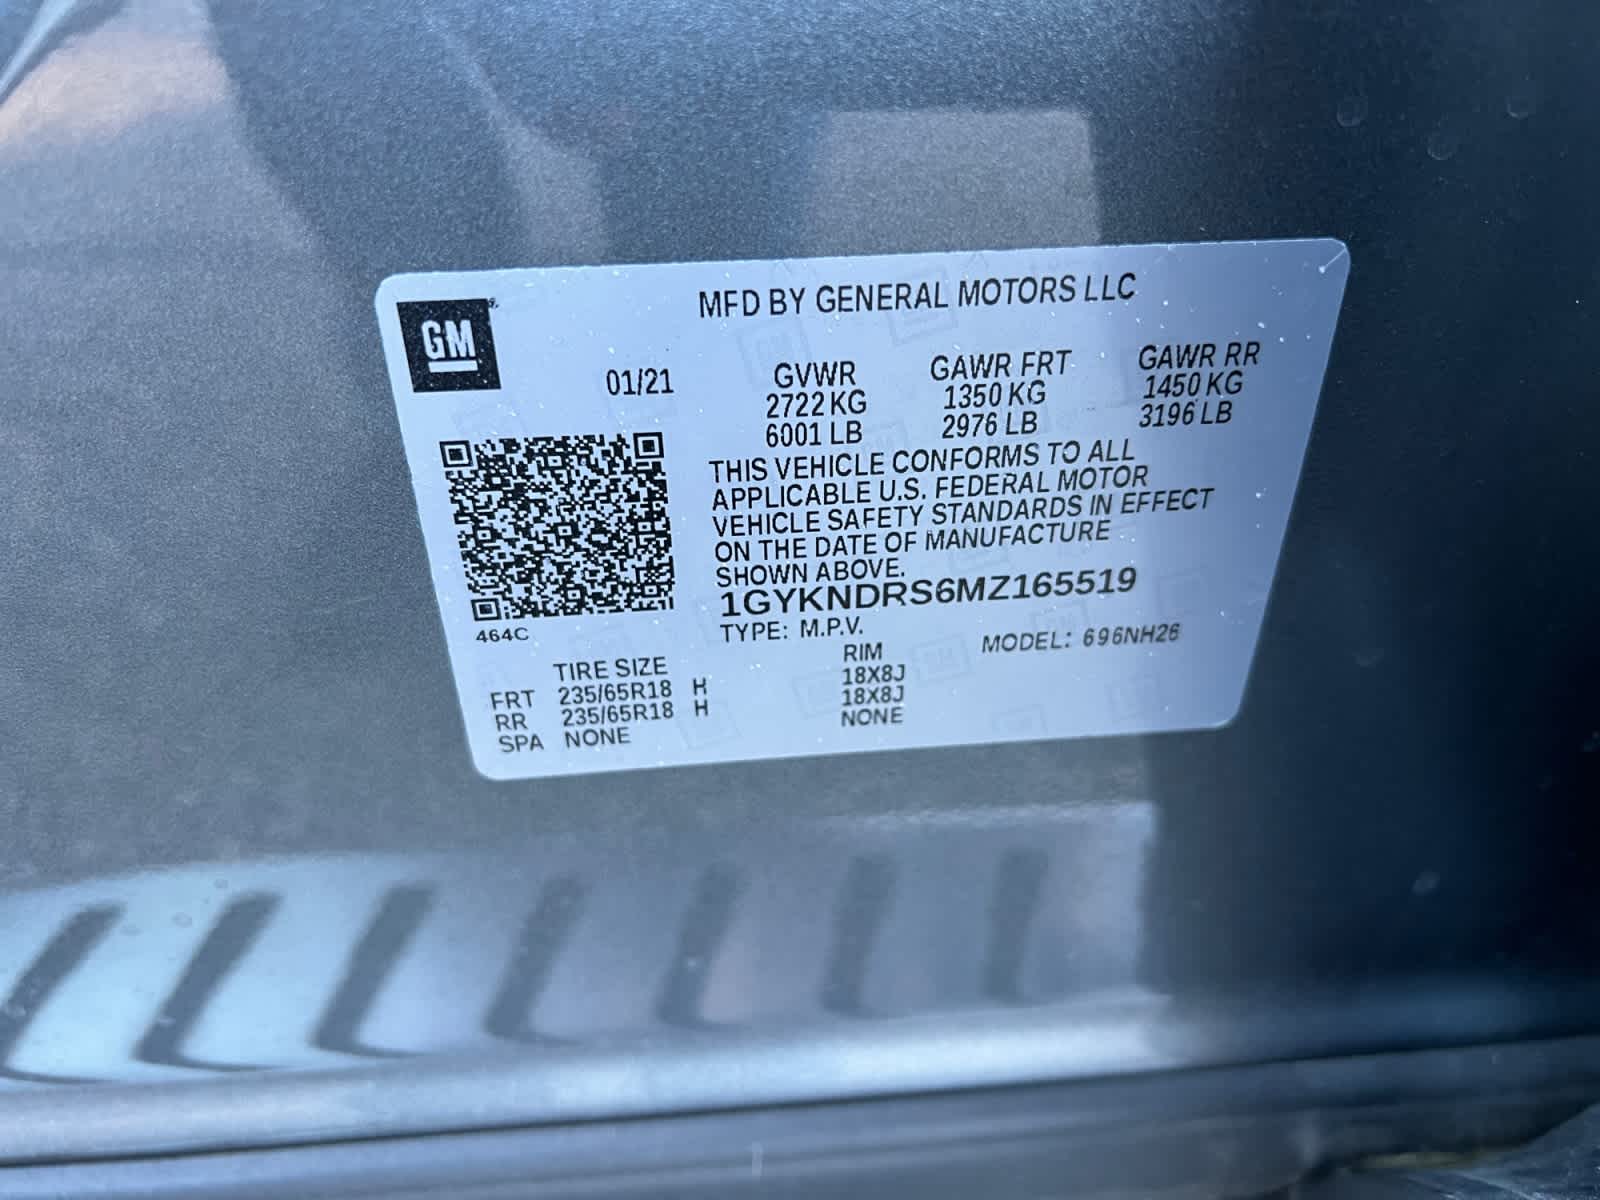 GM
MFD BY GENERAL MOTORS LLC
01/21
GVWR GAWR FRT GAWR RR
2722 KG 1350 KG 1450 KG
6001 LB 2976 LB 3196 LB
THIS VEHICLE CONFORMS TO ALL
APPLICABLE U.S. FEDERAL MOTOR
VEHICLE SAFETY STANDARDS IN EFFECT
ON THE DATE OF MANUFACTURE
SHOWN ABOVE.
1GYKNDRS6MZ165519
464C
TYPE: M.P.V. MODEL: 696NH26
TIRE SIZE RIM
FRT 235/65R18 H 18X8J
RR 235/65R18 H 18X8J
SPA NONE NONE